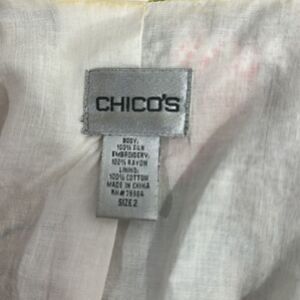 CHICO'S
BODY:
100% SILK
EMBROIDERY:
100% RAYON
LINING:
100% COTTON
MADE IN CHINA
SIZE 2